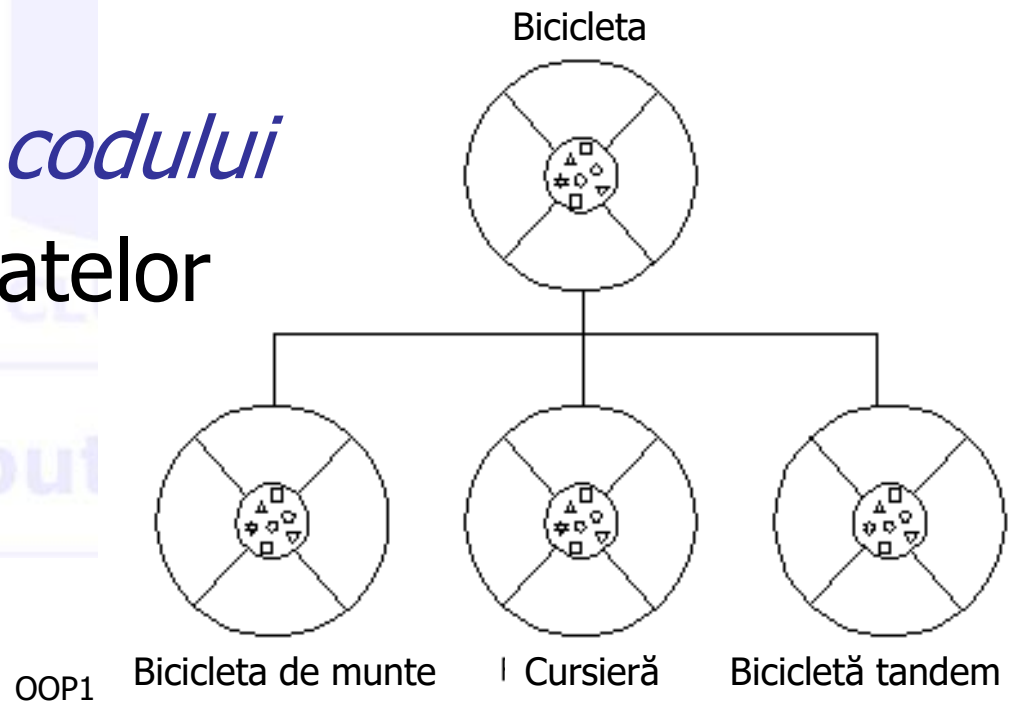 Bicicleta
codului
atelor
Bicicleta de munte
Cursieră
Bicicletă tandem
OOP1